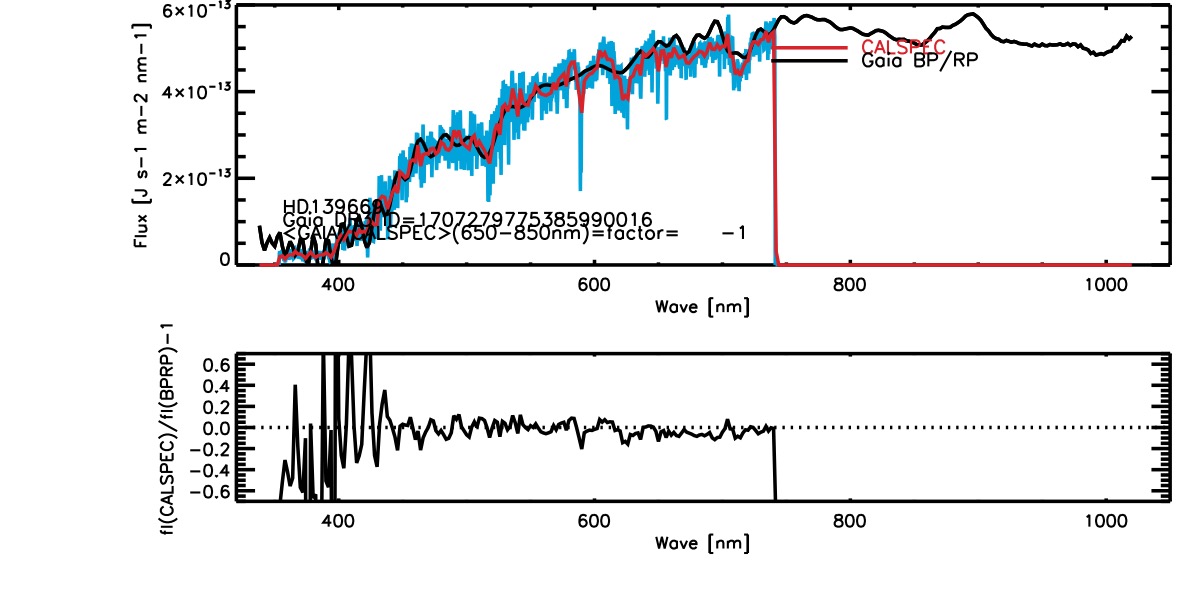 6×10−13
4×10−13
2×10−13
0
Flux [J s−1 m−2 nm−1]
CALSPEC
Gaia BP/RP
HD139669
Gaia DR3 ID=1707279775385990016
<GAIA/CALSPEC>(650−850nm)=factor= −1
400 600 800 1000
Wave [nm]
fl(CALSPEC)/fl(BPRP)−1
0.6
0.4
0.2
0.0
−0.2
−0.4
−0.6
400 600 800 1000
Wave [nm]